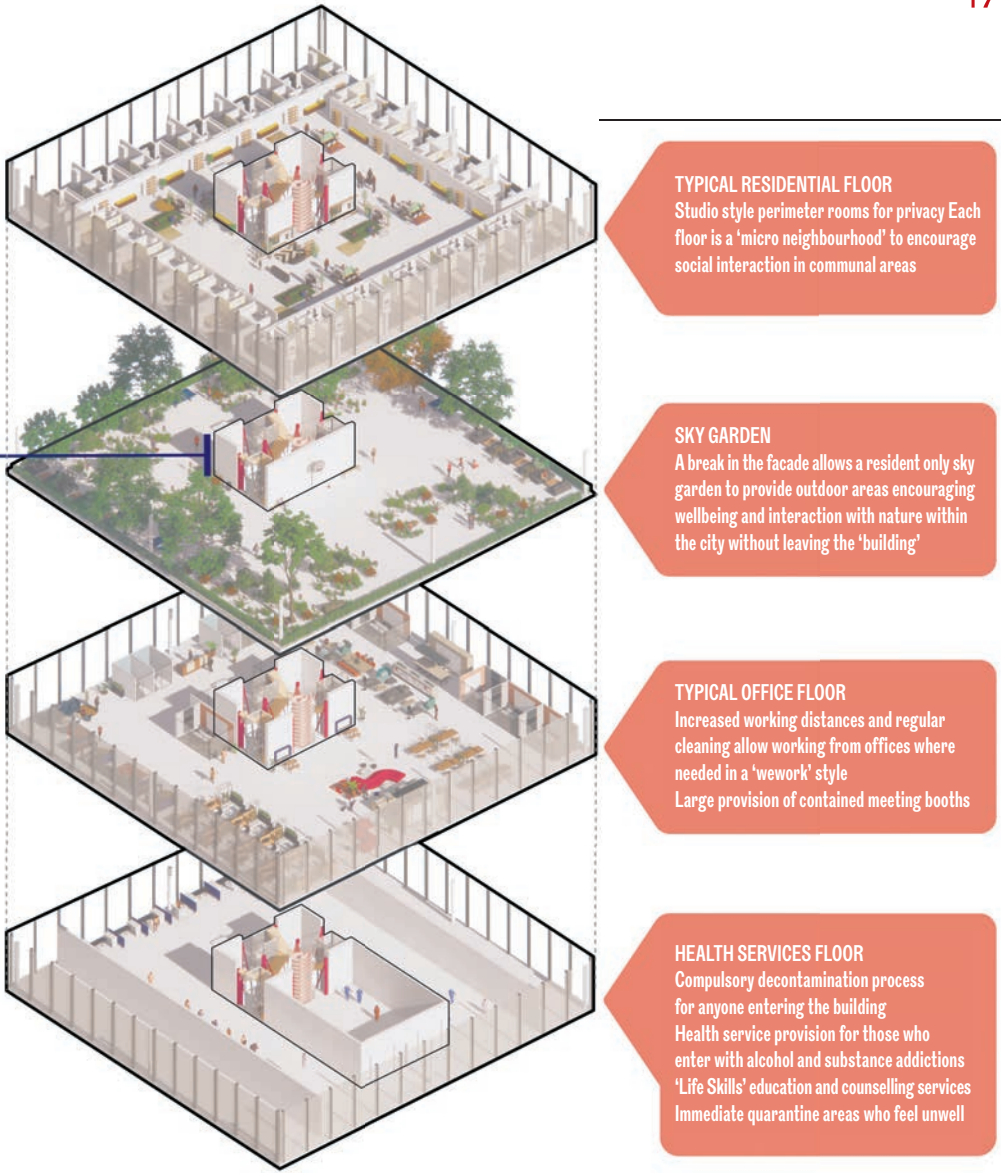 TYPICAL RESIDENTIAL FLOOR
Studio style perimeter rooms for privacy Each
floor is a ‘micro neighbourhood’ to encourage
social interaction in communal areas
SKY GARDEN
A break in the facade allows a resident only sky
garden to provide outdoor areas encouraging
wellbeing and interaction with nature within
the city without leaving the ‘building’
TYPICAL OFFICE FLOOR
Increased working distances and regular
cleaning allow working from offices where
needed in a ‘wework’ style
Large provision of contained meeting booths
HEALTH SERVICES FLOOR
Compulsory decontamination process
for anyone entering the building
Health service provision for those who
enter with alcohol and substance addictions
‘Life Skills’ education and counselling services
Immediate quarantine areas who feel unwell